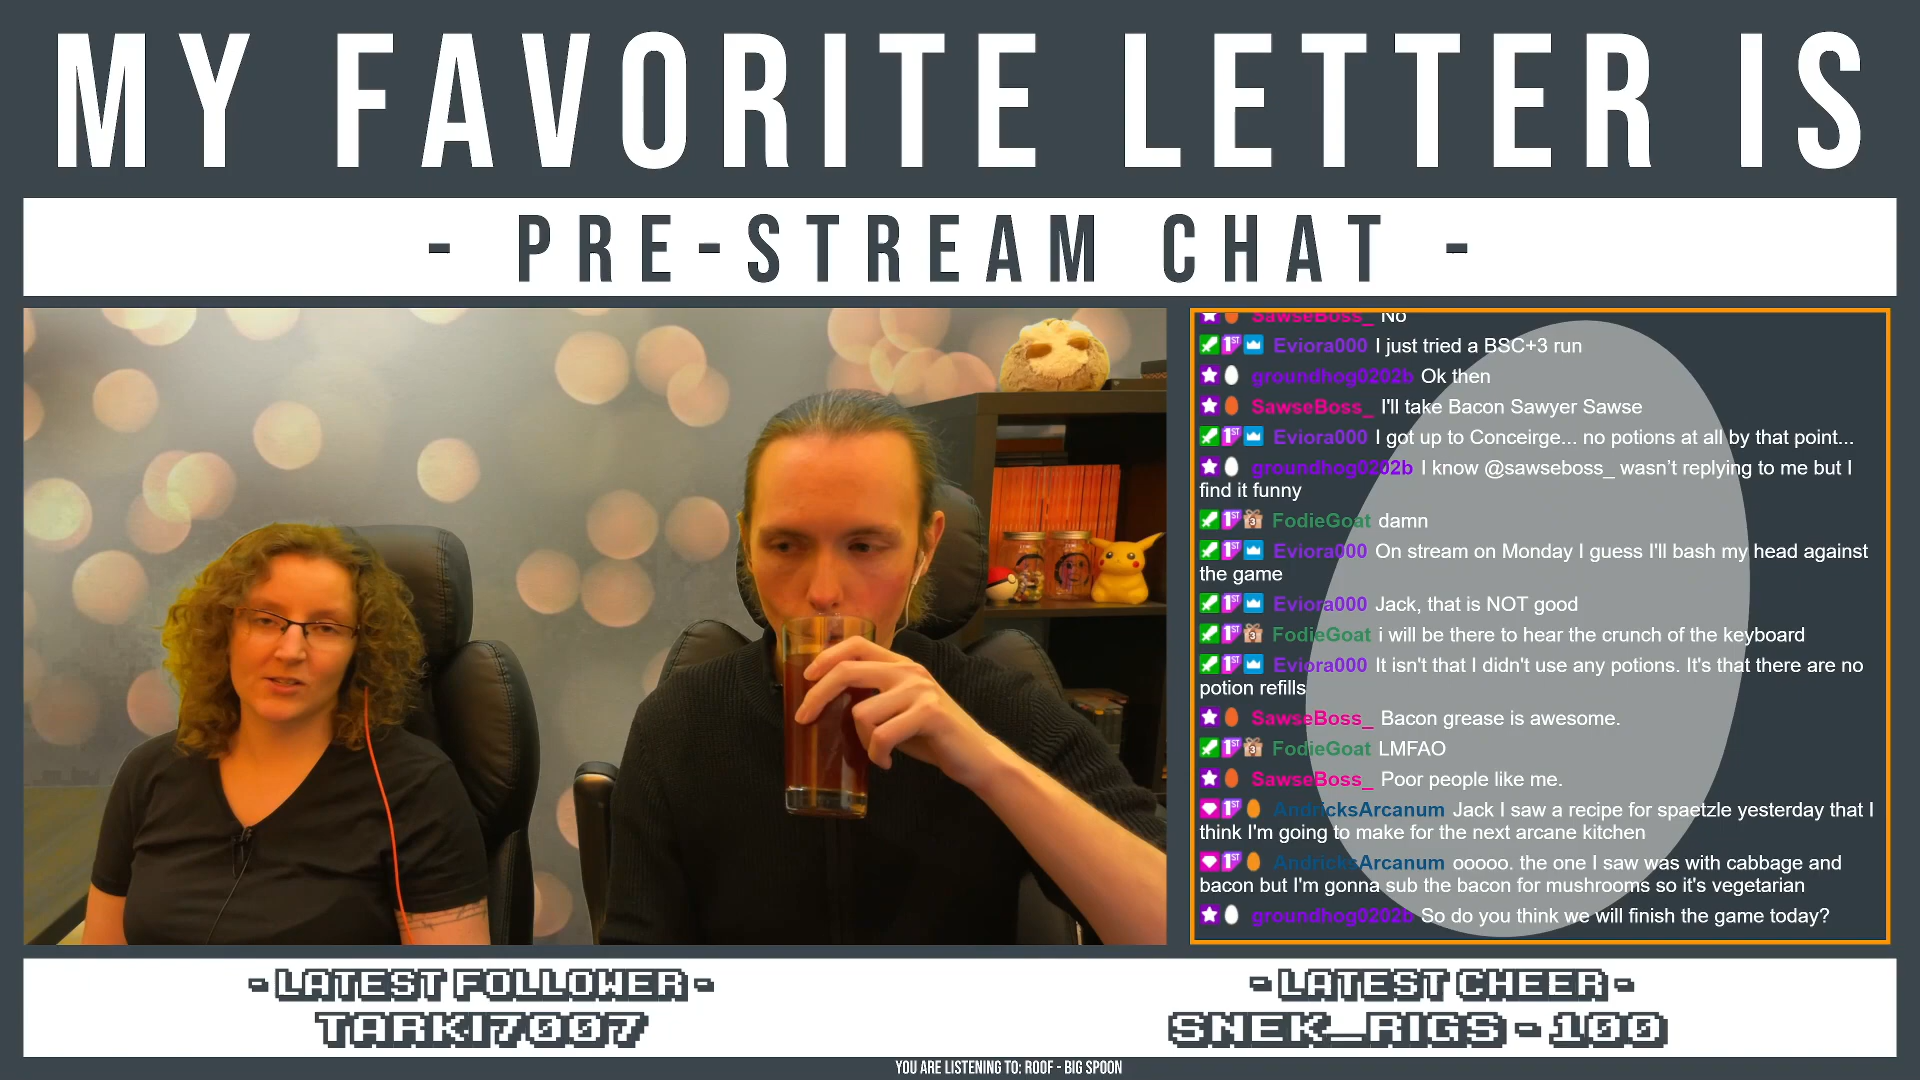 MY FAVORITE LETTER IS
- PRE-STREAM CHAT -
SawseBoss_ No
Eviora000 I just tried a BSC+3 run
groundhog0202b Ok then
SawseBoss_ I'll take Bacon Sawyer Sawse
Eviora000 I got up to Conceirge... no potions at all by that point...
groundhog0202b I know @sawseboss_ wasn't replying to me but I
find it funny
FodieGoat damn
Eviora000 On stream on Monday I guess I'll bash my head against
the game
Eviora000 Jack, that is NOT good
FodieGoat i will be there to hear the crunch of the keyboard
Eviora000 It isn't that I didn't use any potions. It's that there are no
potion refills
SawseBoss_ Bacon grease is awesome.
FodieGoat LMFAO
SawseBoss_ Poor people like me.
AndricksArcanum Jack I saw a recipe for spaetzle yesterday that I
think I'm going to make for the next arcane kitchen
AndricksArcanum ooooo. the one I saw was with cabbage and
bacon but I'm gonna sub the bacon for mushrooms so it's vegetarian
groundhog0202b So do you think we will finish the game today?
- LATEST FOLLOWER -
TARKI7007
- LATEST CHEER -
SNEK_RIGS - 100
YOU ARE LISTENING TO: ROOF - BIG SPOON